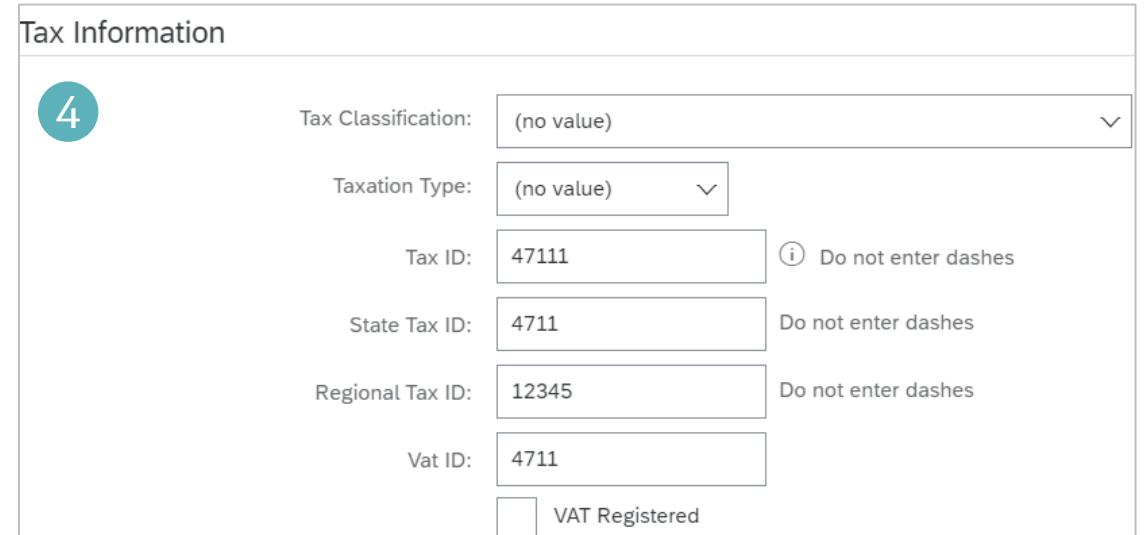 Tax Information
4
Tax Classification: (no value)
Taxation Type: (no value)
Tax ID: 47111 Do not enter dashes
State Tax ID: 4711 Do not enter dashes
Regional Tax ID: 12345 Do not enter dashes
Vat ID: 4711
VAT Registered